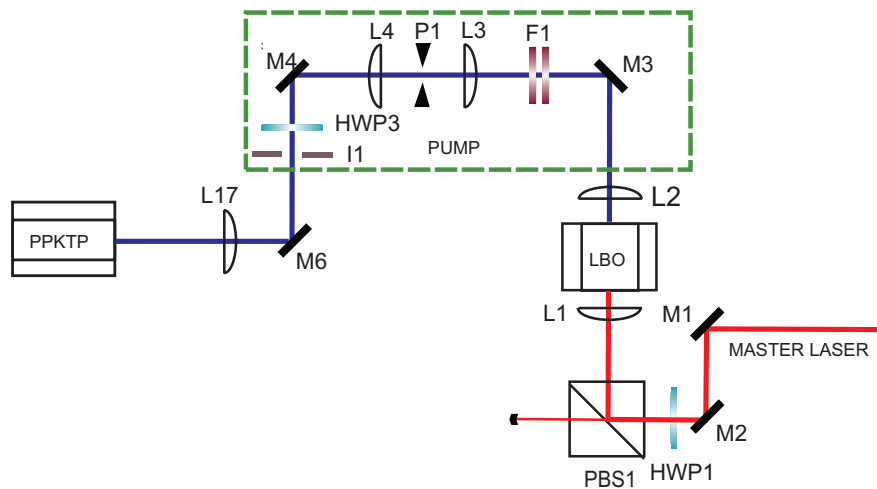 L4 P1 L3 F1
M4
M3
HWP3
I1
PUMP
L17
L2
PPKTP
M6
LBO
L1
M1
MASTER LASER
M2
HWP1
PBS1